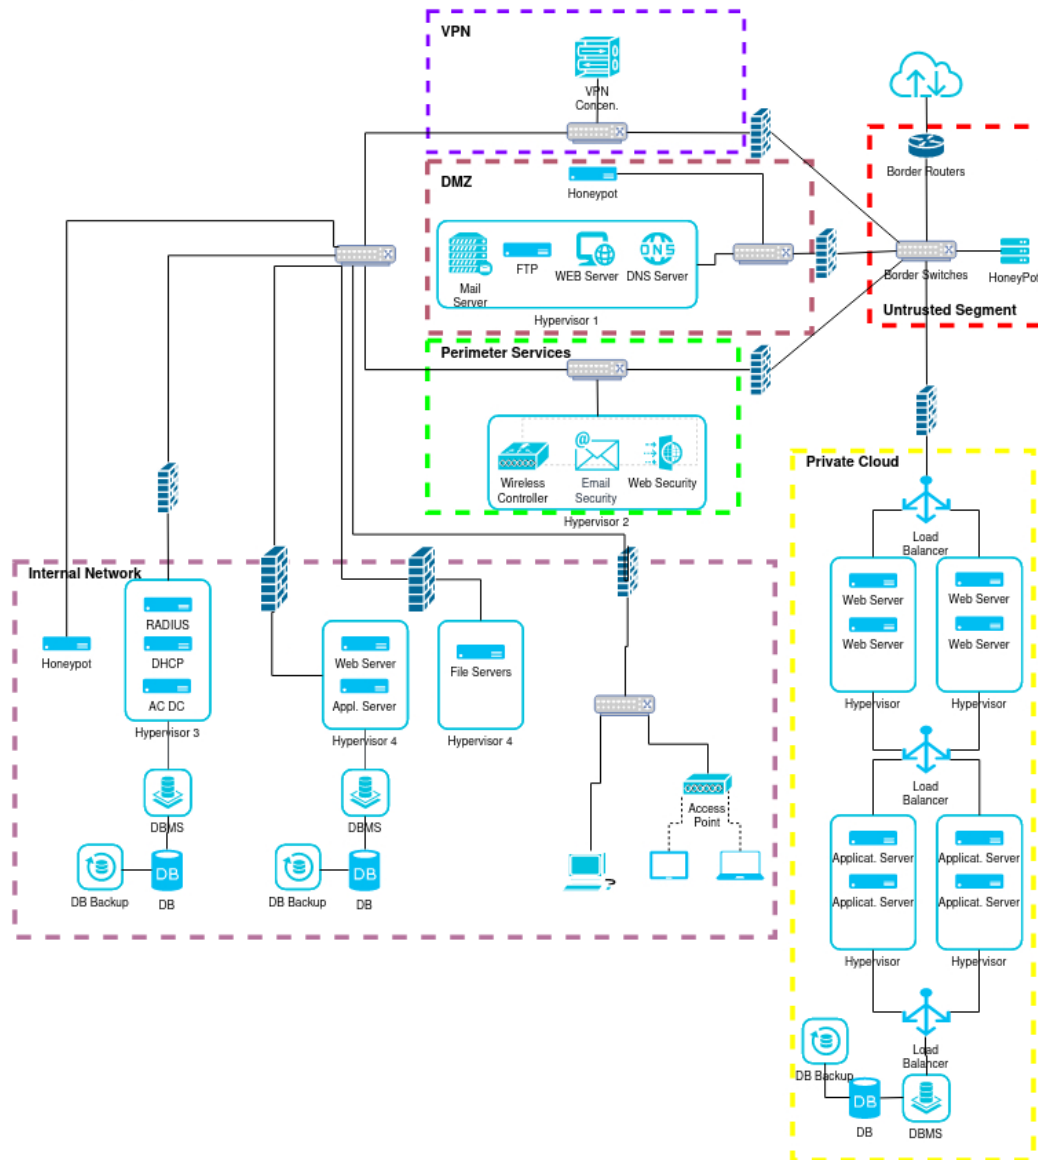 VPN
VPN
Concen.
Border Routers
DMZ
Honeypot
Mail
Server
FTP
WEB Server
DNS
DNS Server
Hypervisor 1
Border Switches
HoneyPot
Untrusted Segment
Perimeter Services
@
Wireless
Controller
Email
Security
Web Security
Hypervisor 2
Private Cloud
Load
Balancer
Web Server
Web Server
Web Server
Web Server
Hypervisor
Hypervisor
Load
Balancer
Applicat. Server
Applicat. Server
Applicat. Server
Applicat. Server
Hypervisor
Hypervisor
Load
Balancer
DB Backup
DB
DB
DBMS
Internal Network
Honeypot
RADIUS
DHCP
AC DC
Hypervisor 3
DBMS
DB Backup
DB
DB
Web Server
Appl. Server
Hypervisor 4
DBMS
DB Backup
DB
DB
File Servers
Hypervisor 4
Access
Point
?